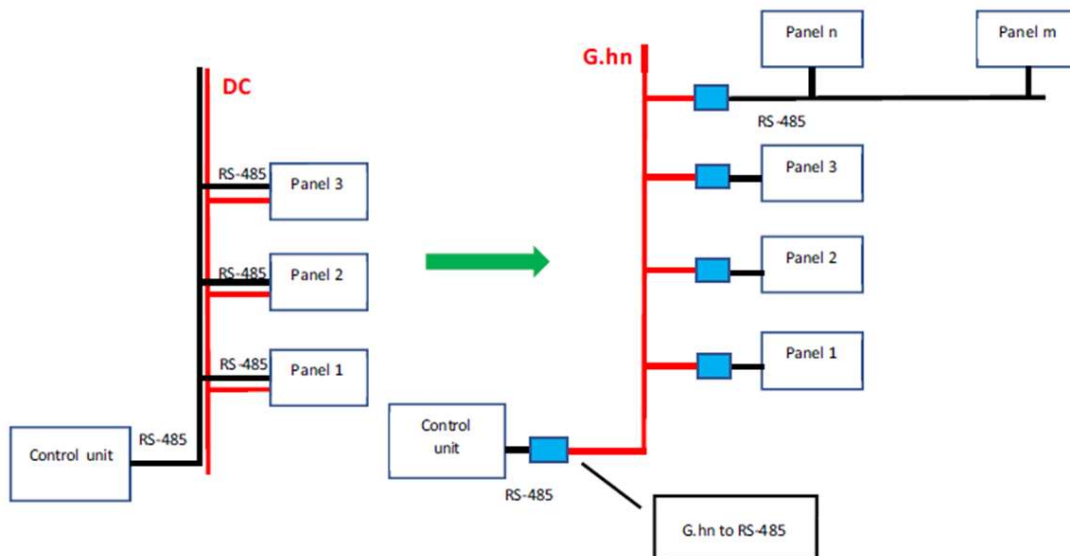 DC
RS-485
Panel 3
RS-485
Panel 2
RS-485
Panel 1
RS-485
Control unit
G.hn
Panel n
Panel m
RS-485
Panel 3
Panel 2
Panel 1
Control
unit
RS-485
G.hn to RS-485